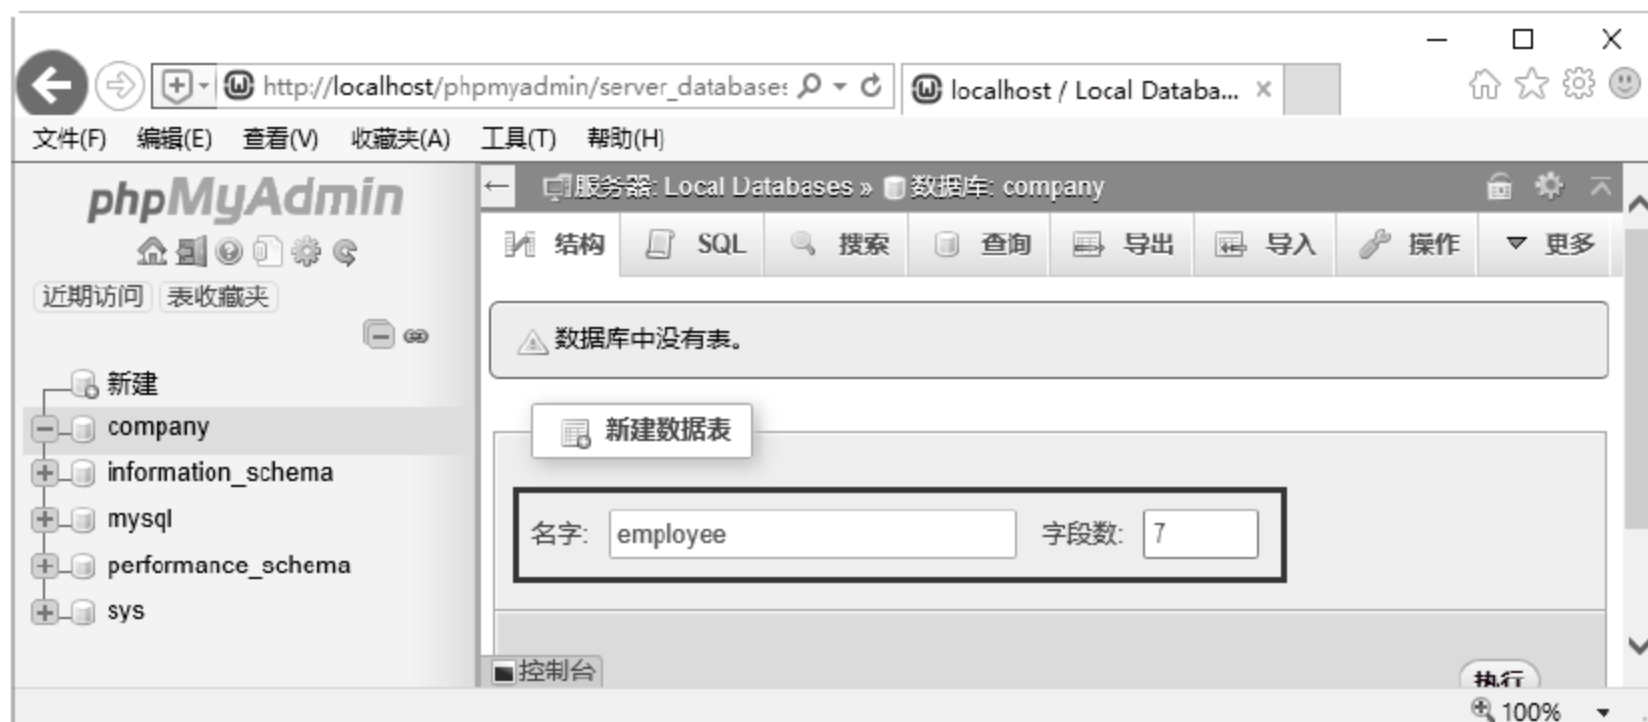 http://localhost/phpmyadmin/server_databases
localhost / Local Databa...
文件(F) 编辑(E) 查看(V) 收藏夹(A) 工具(T) 帮助(H)
phpMyAdmin
近期访问 表收藏夹
新建
company
information_schema
mysql
performance_schema
sys
服务器: Local Databases » 数据库: company
结构 SQL 搜索 查询 导出 导入 操作 更多
数据库中没有表。
新建数据表
名字: employee 字段数: 7
控制台
执行
100%